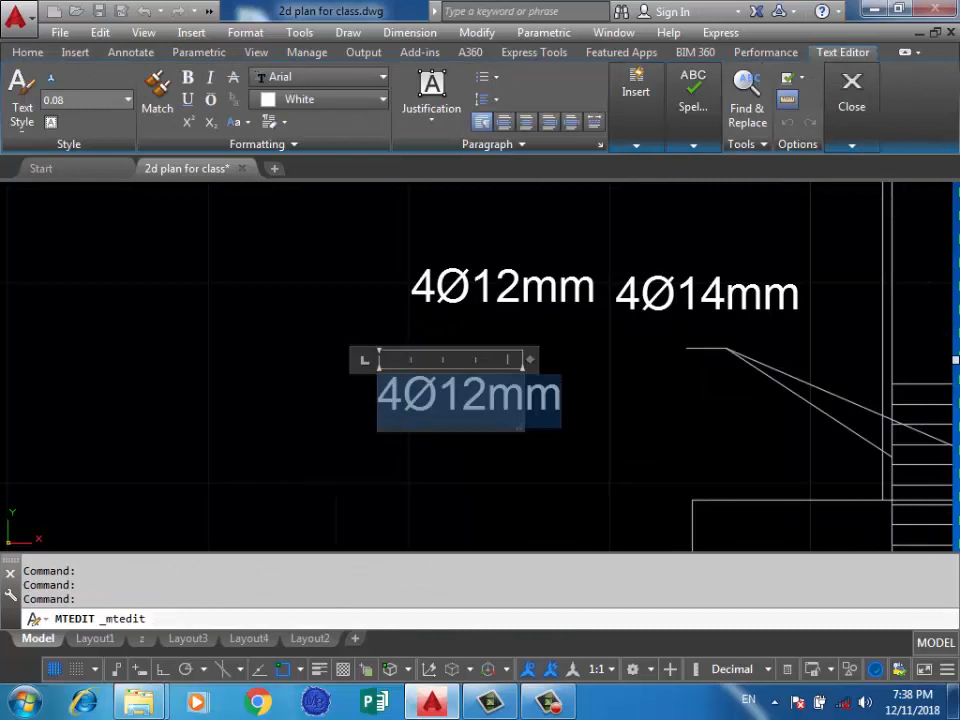 2d plan for class.dwg
Type a keyword or phrase
Sign In
File Edit View Insert Format Tools Draw Dimension Modify Parametric Window Help Express
Home Insert Annotate Parametric View Manage Output Add-ins A360 Express Tools Featured Apps BIM 360 Performance Text Editor
Text Style
0.08
Match
B I A
U O
Aa
Arial
White
Justification
Insert
ABC
Spel...
Find & Replace
Close
Style Formatting Paragraph Tools Options
Start
2d plan for class*
4Ø12mm
4Ø14mm
4Ø12mm
Y
X
Command:
Command:
Command:
MTEDIT _mtedit
Model Layout1 z Layout3 Layout4 Layout2
MODEL
1:1
Decimal
EN
7:38 PM
12/11/2018